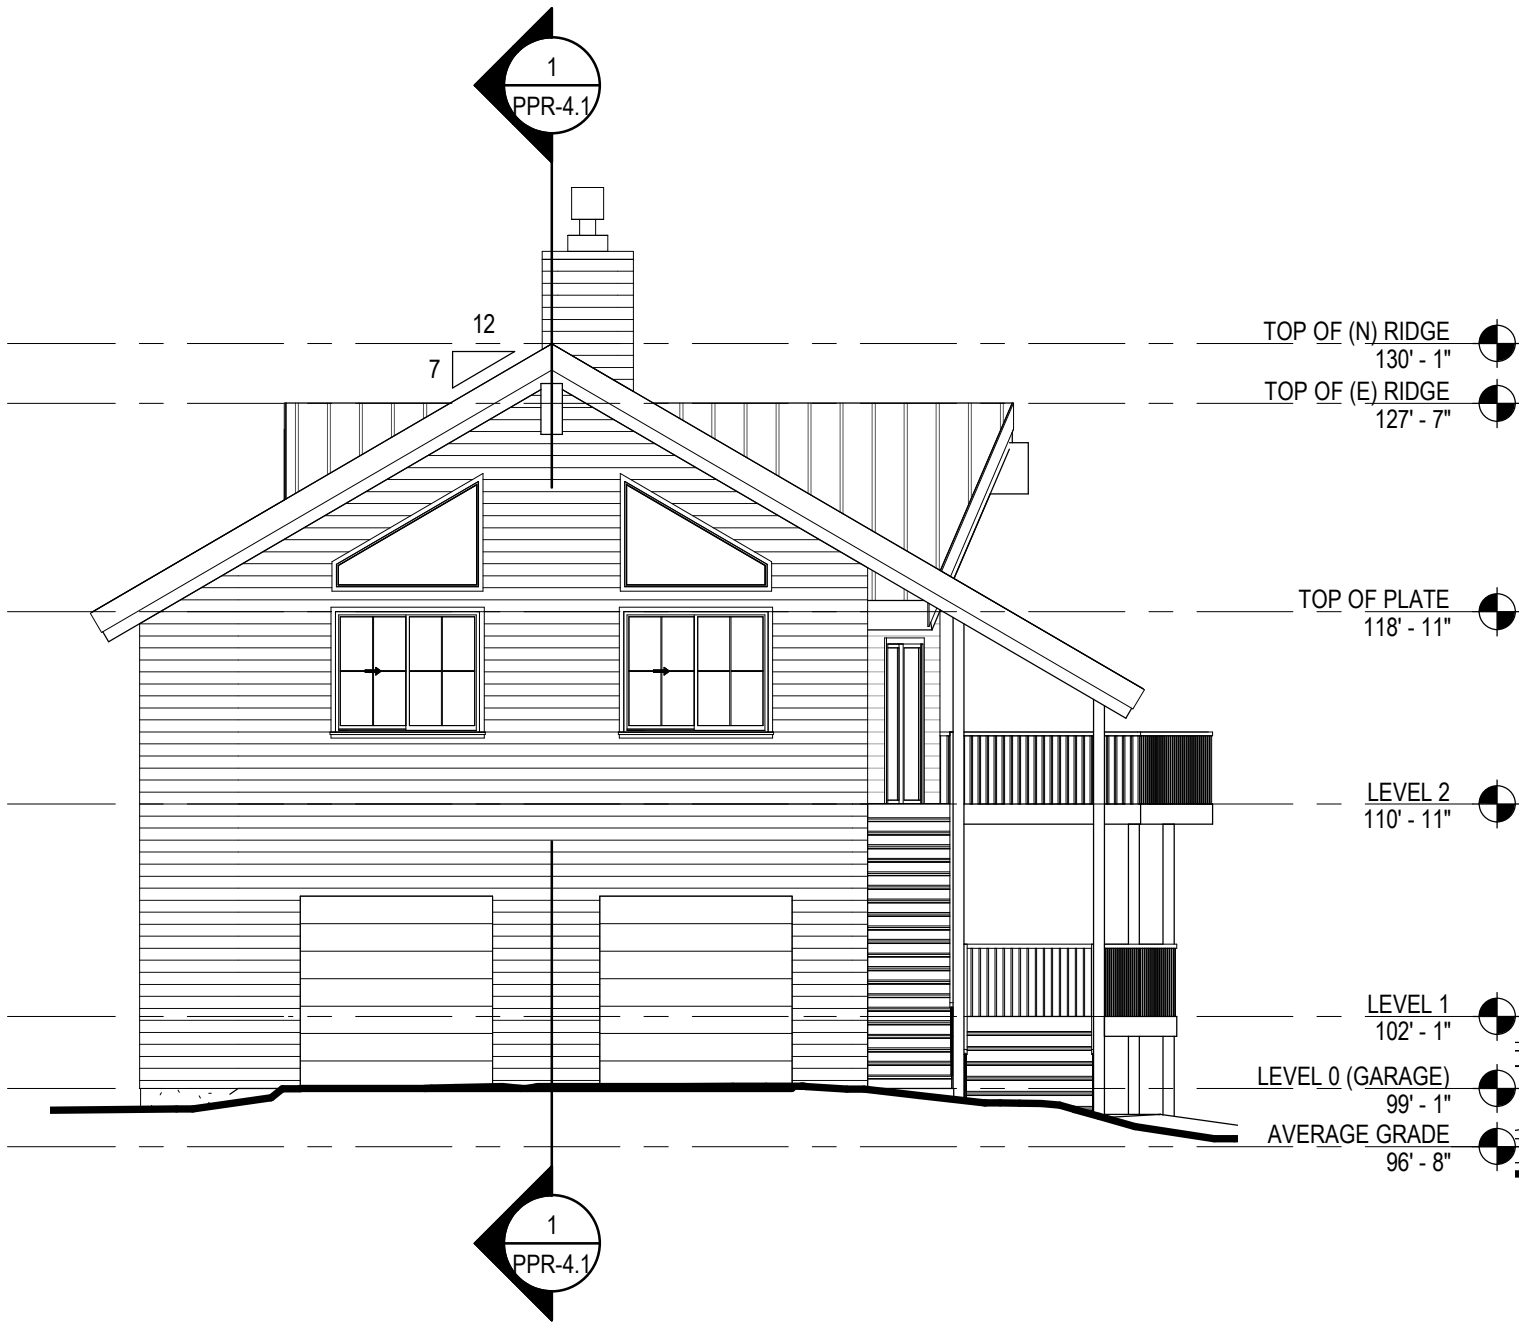 1
PPR-4.1
12
7
TOP OF (N) RIDGE
130' - 1"
TOP OF (E) RIDGE
127' - 7"
TOP OF PLATE
118' - 11"
LEVEL 2
110' - 11"
LEVEL 1
102' - 1"
LEVEL 0 (GARAGE)
99' - 1"
AVERAGE GRADE
96' - 8"
1
PPR-4.1